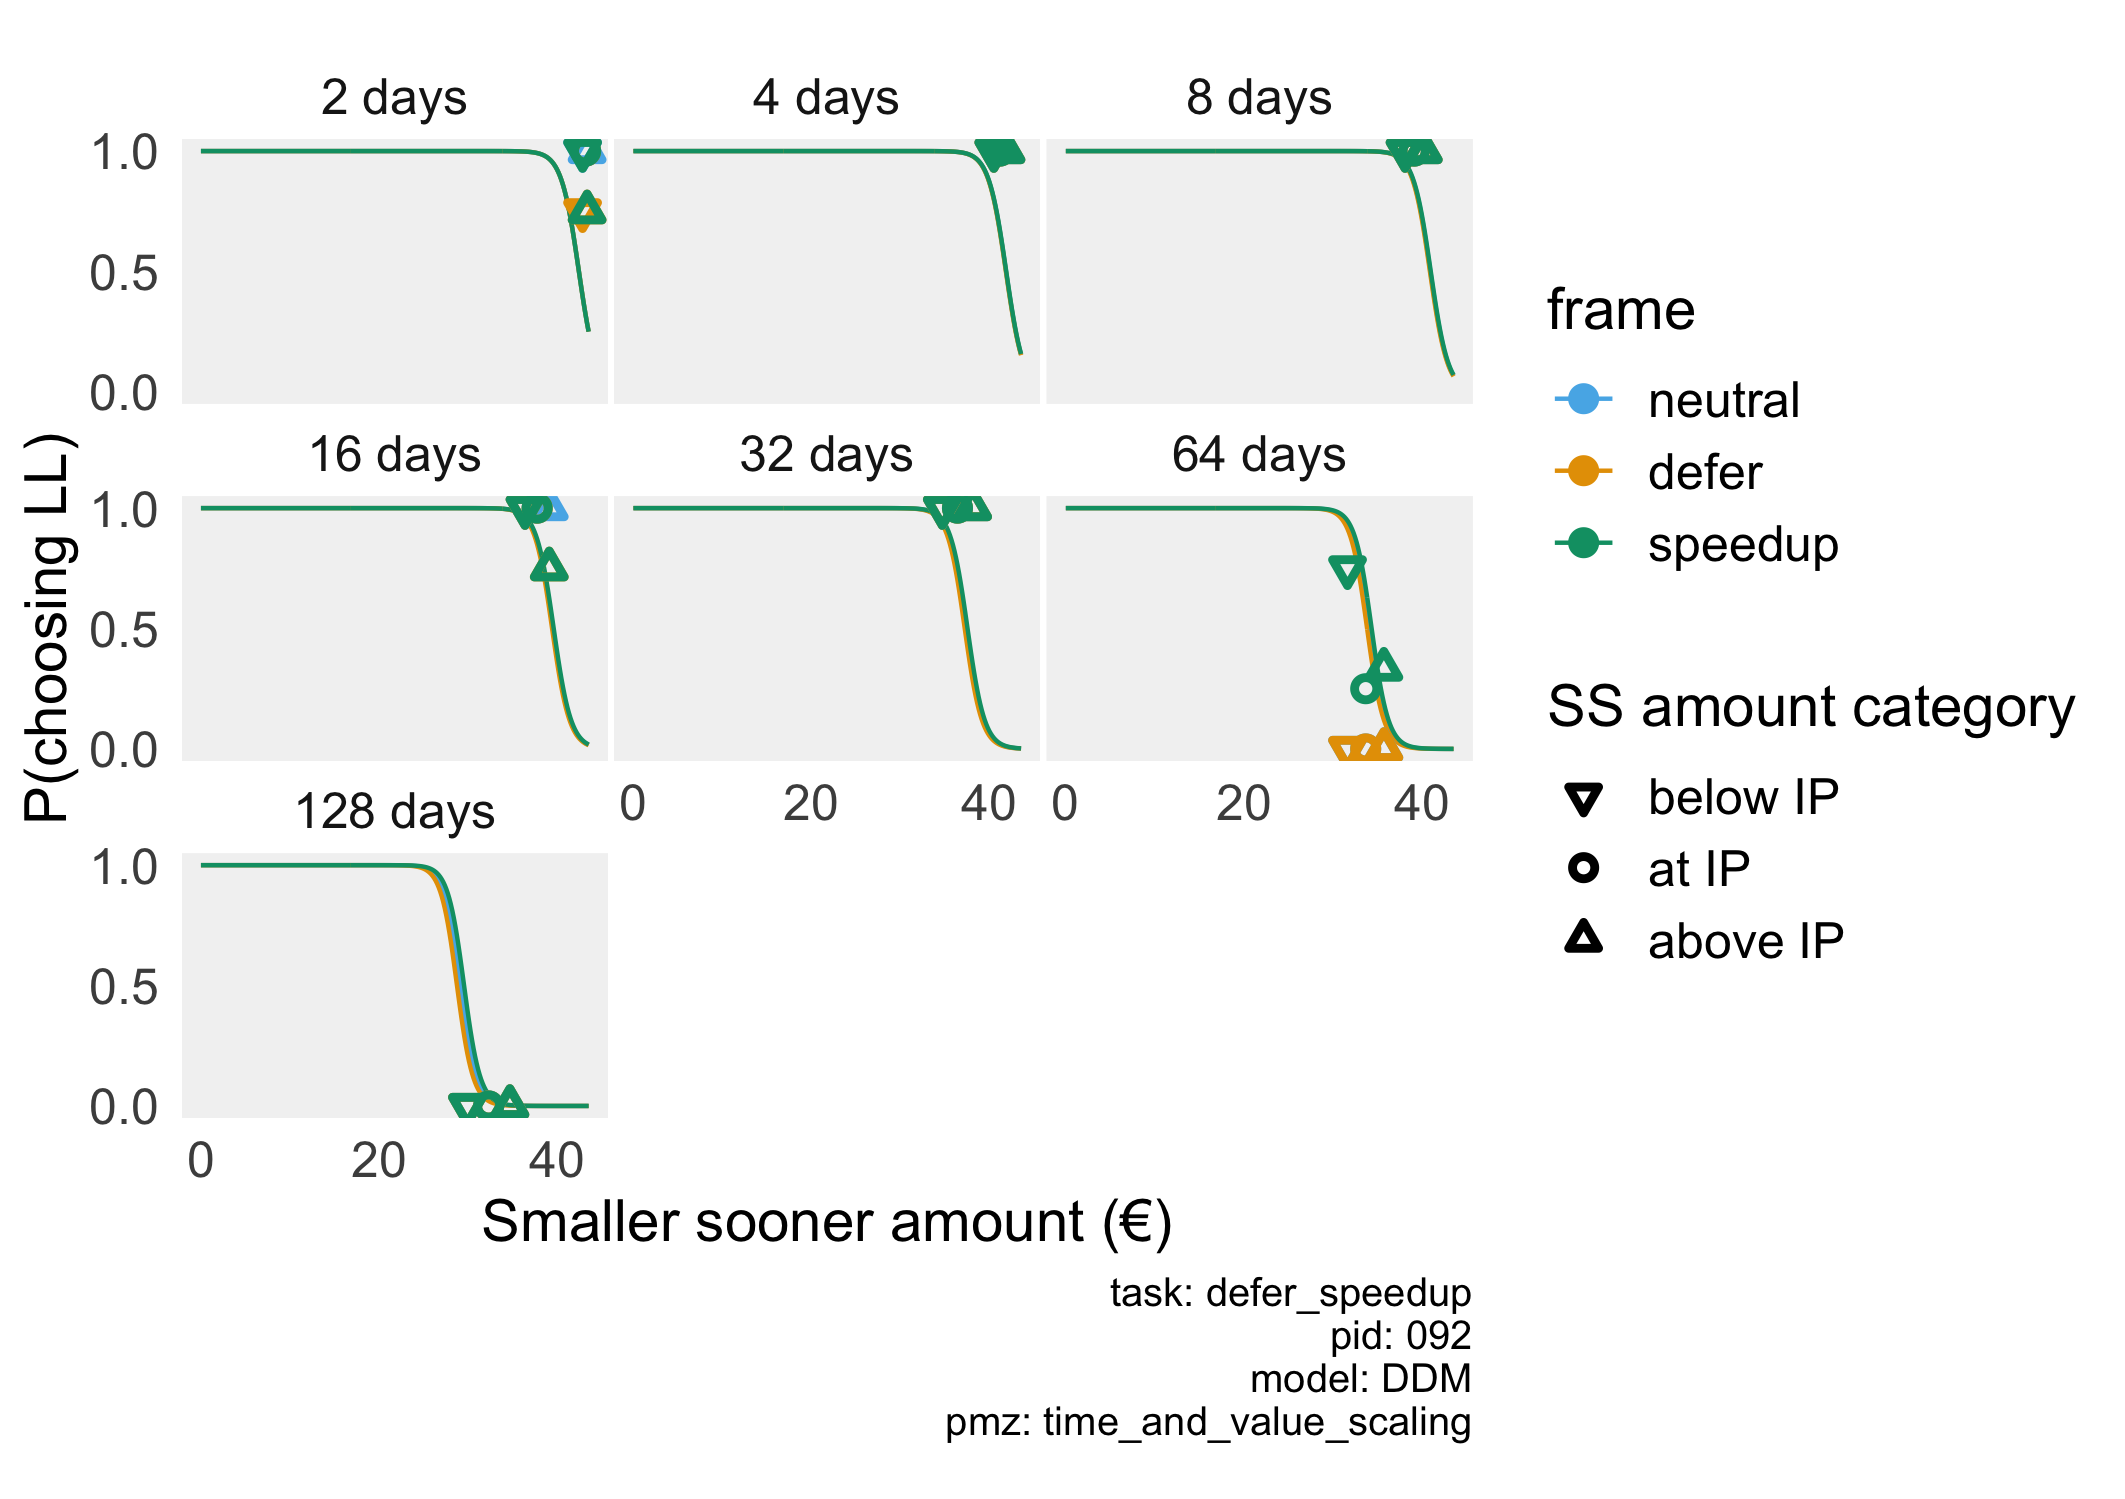 2 days 4 days 8 days
1.0
0.5
0.0
16 days 32 days 64 days
1.0
0.5
0.0
0 20 40 0 20 40
128 days
1.0
0.5
0.0
0 20 40
P(choosing LL)
Smaller sooner amount (€)
frame
neutral
defer
speedup
SS amount category
below IP
at IP
above IP
task: defer_speedup
pid: 092
model: DDM
pmz: time_and_value_scaling